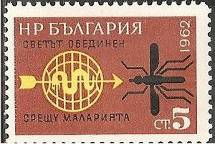 НР БЪЛГАРИЯ
СВЕТЪТ ОБЕДИНЕН
1962
СРЕЩУ МАЛАРИЯТА
СТ. 5